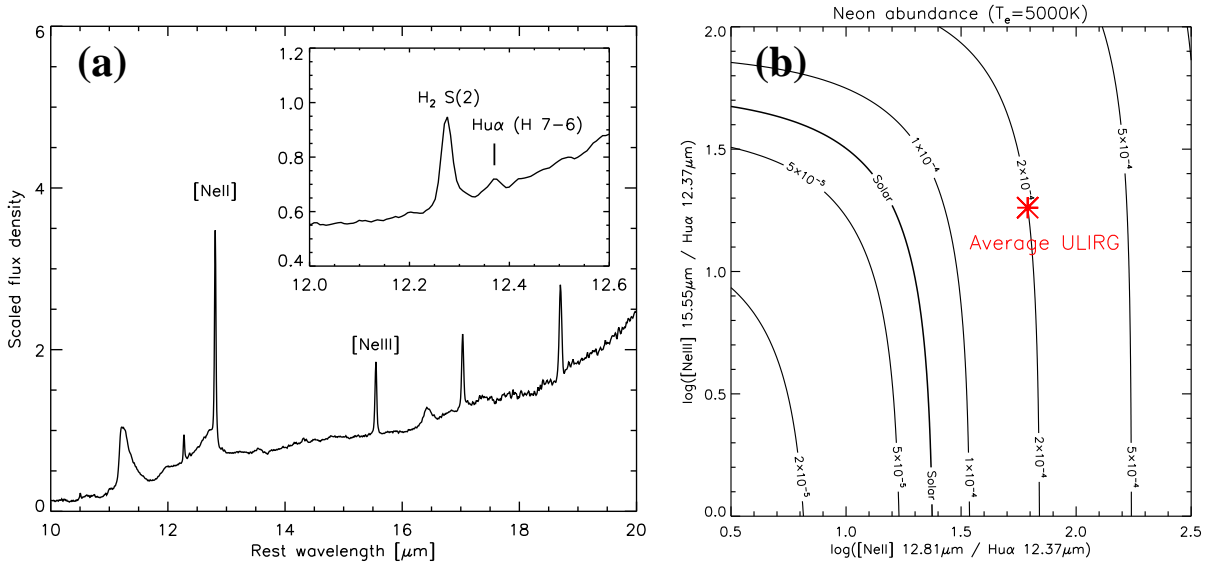 (a)
6
4
2
0
Scaled flux density
10
12
14
16
18
20
Rest wavelength [μm]
[NeII]
[NeIII]
1.2
1.0
0.8
0.6
0.4
12.0
12.2
12.4
12.6
H₂ S(2)
Huα (H 7-6)
Neon abundance (Tₑ=5000K)
(b)
2.0
1.5
1.0
0.5
0.0
log([NeIII] 15.55μm / Huα 12.37μm)
0.5
1.0
1.5
2.0
2.5
log([NeII] 12.81μm / Huα 12.37μm)
5×10⁻⁵
Solar
1×10⁻⁴
2×10⁻⁴
5×10⁻⁴
Average ULIRG
2×10⁻⁵
5×10⁻⁵
Solar
1×10⁻⁴
2×10⁻⁴
5×10⁻⁴